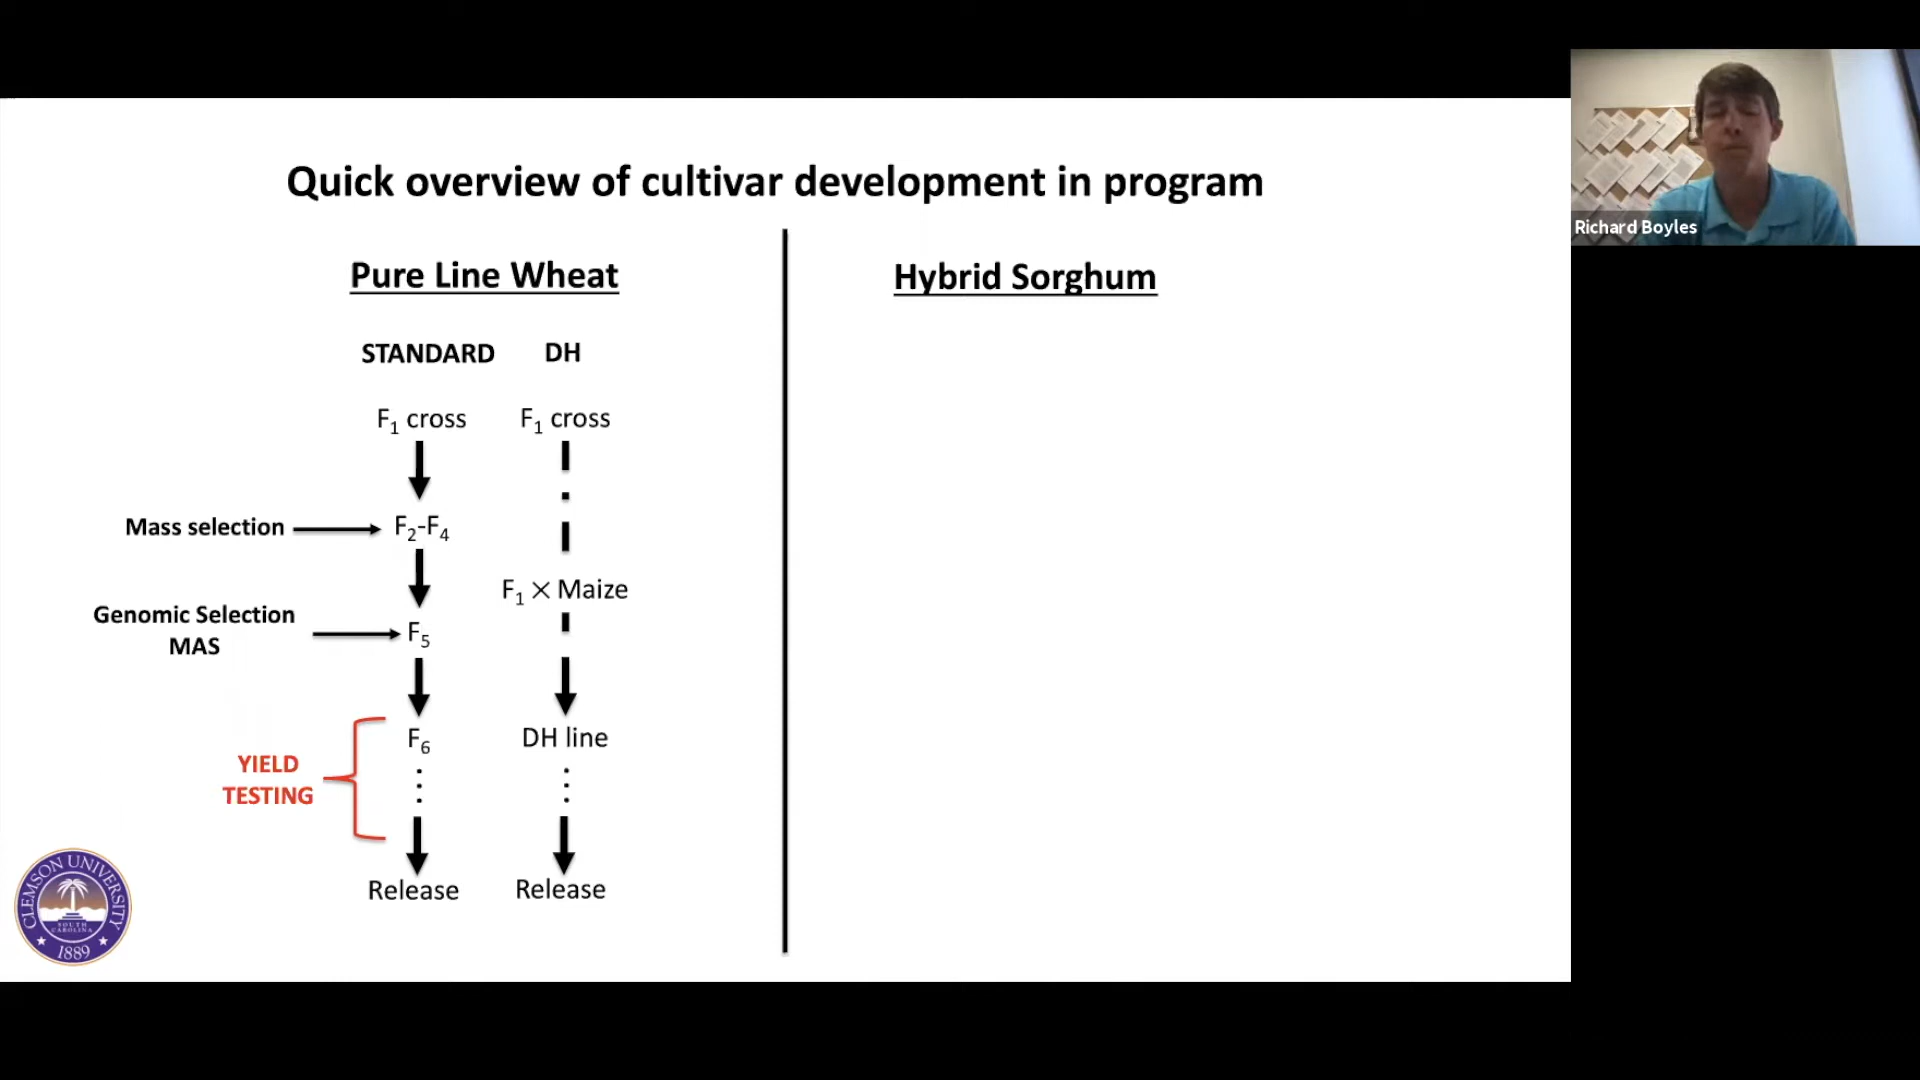 Quick overview of cultivar development in program
Richard Boyles
Pure Line Wheat
Hybrid Sorghum
STANDARD
DH
F₁ cross
F₁ cross
Mass selection
F₂-F₄
F₁ × Maize
Genomic Selection
MAS
F₅
F₆
DH line
YIELD
TESTING
Release
Release
CLEMSON UNIVERSITY
SOUTH
CAROLINA
1889